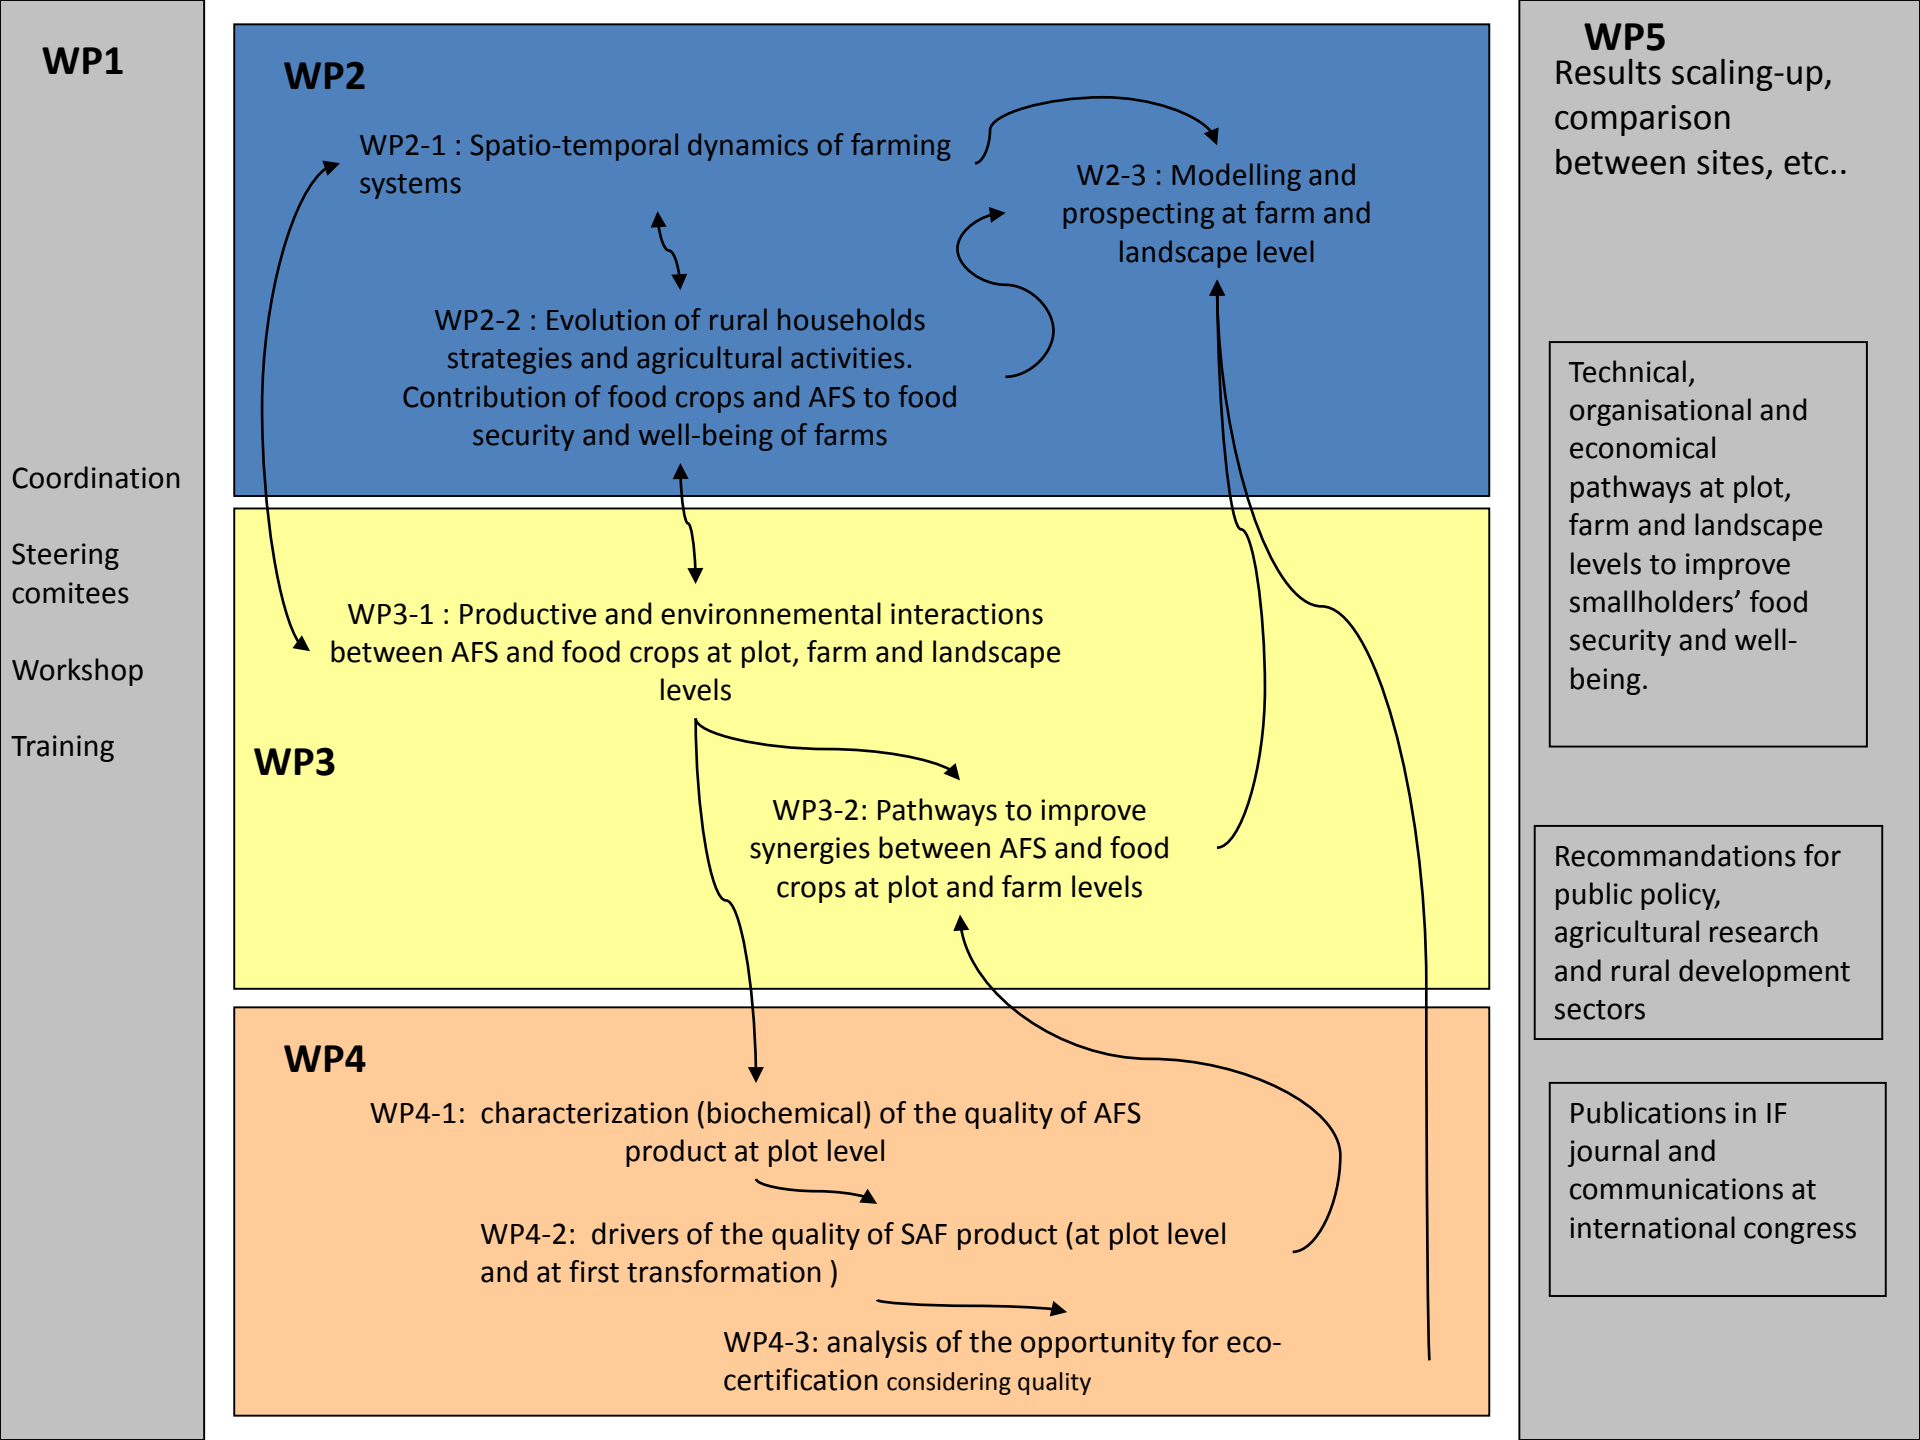 WP1
Coordination
Steering
comitees
Workshop
Training
WP2
WP2-1 : Spatio-temporal dynamics of farming
systems
W2-3 : Modelling and
prospecting at farm and
landscape level
WP2-2 : Evolution of rural households
strategies and agricultural activities.
Contribution of food crops and AFS to food
security and well-being of farms
WP3-1 : Productive and environnemental interactions
between AFS and food crops at plot, farm and landscape
levels
WP3
WP3-2: Pathways to improve
synergies between AFS and food
crops at plot and farm levels
WP4
WP4-1:  characterization (biochemical) of the quality of AFS
product at plot level
WP4-2:  drivers of the quality of SAF product (at plot level
and at first transformation )
WP4-3: analysis of the opportunity for eco-
certification considering quality
WP5
Results scaling-up,
comparison
between sites, etc..
Technical,
organisational and
economical
pathways at plot,
farm and landscape
levels to improve
smallholders’ food
security and well-
being.
Recommandations for
public policy,
agricultural research
and rural development
sectors
Publications in IF
journal and
communications at
international congress